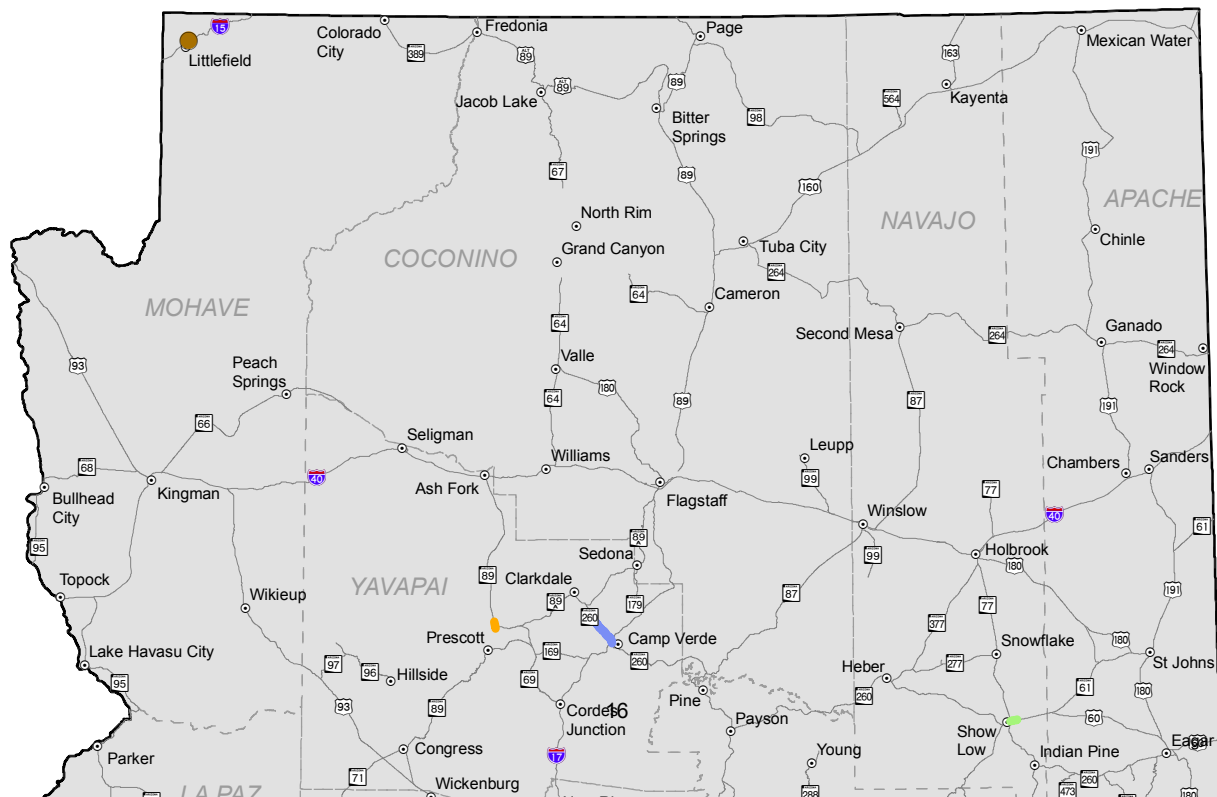 15
Littlefield
Colorado
City
389
Fredonia
ALT
89
ALT
89
Jacob Lake
Page
89
Bitter
Springs
98
564
163
Kayenta
Mexican Water
191
67
89
160
North Rim
Grand Canyon
COCONINO
NAVAJO
APACHE
Chinle
Tuba City
264
MOHAVE
64
Cameron
64
Second Mesa
264
Ganado
264
Window
Rock
93
Peach
Springs
Valle
180
64
89
87
191
66
Seligman
Leupp
68
Kingman
40
Ash Fork
Williams
Flagstaff
99
Chambers
Sanders
77
Bullhead
City
Winslow
40
61
95
89
A
Sedona
99
Holbrook
180
Topock
Wikieup
YAVAPAI
89
Clarkdale
89
A
260
179
87
77
191
377
Prescott
169
Camp Verde
260
Snowflake
277
180
St Johns
Lake Havasu City
95
97
96
Hillside
69
Heber
260
61
180
93
89
Cordes
Junction
16
Pine
Payson
Show
Low
60
Parker
Congress
17
Young
Indian Pine
Eagar
71
Wickenburg
288
260
473
180
LA PAZ